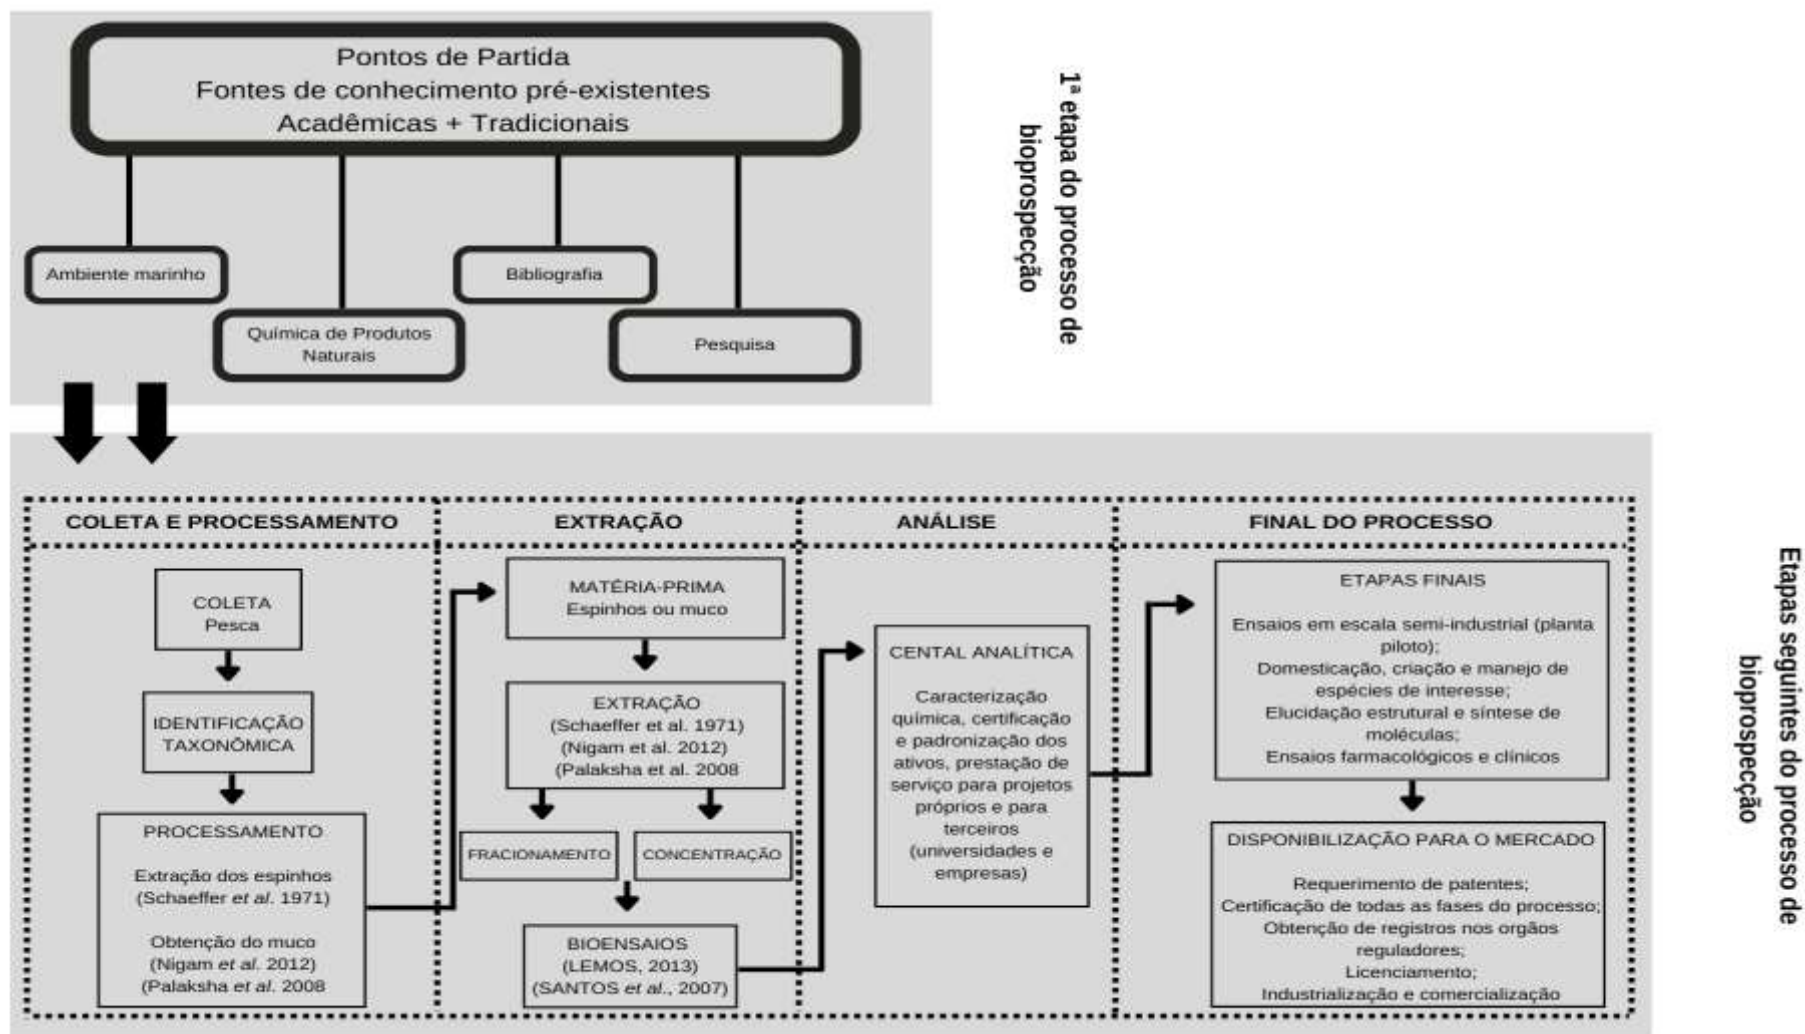 Pontos de Partida
Fontes de conhecimento pré-existentes
Acadêmicas + Tradicionais
Ambiente marinho
Química de Produtos
Naturais
Bibliografia
Pesquisa
1ª etapa do processo de
bioprospecção
COLETA E PROCESSAMENTO
COLETA
Pesca
IDENTIFICAÇÃO
TAXONÔMICA
PROCESSAMENTO
Extração dos espinhos
(Schaeffer et al. 1971)
Obtenção do muco
(Nigam et al. 2012)
(Palaksha et al. 2008
EXTRAÇÃO
MATÉRIA-PRIMA
Espinhos ou muco
EXTRAÇÃO
(Schaeffer et al. 1971)
(Nigam et al. 2012)
(Palaksha et al. 2008
FRACIONAMENTO
CONCENTRAÇÃO
BIOENSAIOS
(LEMOS, 2013)
(SANTOS et al., 2007)
ANÁLISE
CENTAL ANALÍTICA
Caracterização
química, certificação
e padronização dos
ativos, prestação de
serviço para projetos
próprios e para
terceiros
(universidades e
empresas)
FINAL DO PROCESSO
ETAPAS FINAIS
Ensaios em escala semi-industrial (planta
piloto);
Domesticação, criação e manejo de
espécies de interesse;
Elucidação estrutural e síntese de
moléculas;
Ensaios farmacológicos e clínicos
DISPONIBILIZAÇÃO PARA O MERCADO
Requerimento de patentes;
Certificação de todas as fases do processo;
Obtenção de registros nos orgãos
reguladores;
Licenciamento;
Industrialização e comercialização
Etapas seguintes do processo de
bioprospecção